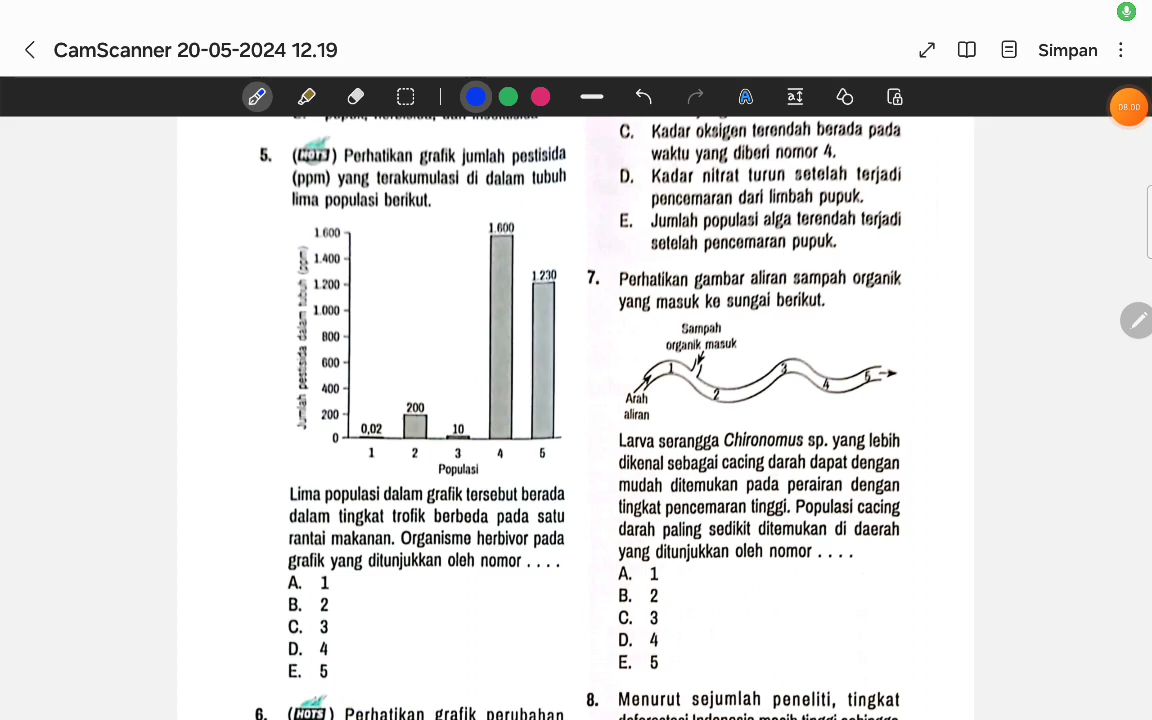 CamScanner 20-05-2024 12.19
Simpan
08:00
5. (HOTS) Perhatikan grafik jumlah pestisida
(ppm) yang terakumulasi di dalam tubuh
lima populasi berikut.
Jumlah pestisida dalam tubuh (ppm)
1.600
1.400
1.200
1.000
800
600
400
200
0
0,02
200
10
1.600
1.230
1 2 3 4 5
Populasi
Lima populasi dalam grafik tersebut berada
dalam tingkat trofik berbeda pada satu
rantai makanan. Organisme herbivor pada
grafik yang ditunjukkan oleh nomor . . . .
A. 1
B. 2
C. 3
D. 4
E. 5
6. (HOTS) Perhatikan grafik perubahan
C. Kadar oksigen terendah berada pada
waktu yang diberi nomor 4.
D. Kadar nitrat turun setelah terjadi
pencemaran dari limbah pupuk.
E. Jumlah populasi alga terendah terjadi
setelah pencemaran pupuk.
7. Perhatikan gambar aliran sampah organik
yang masuk ke sungai berikut.
Sampah
organik masuk
1
2
3
4
5
Arah
aliran
Larva serangga Chironomus sp. yang lebih
dikenal sebagai cacing darah dapat dengan
mudah ditemukan pada perairan dengan
tingkat pencemaran tinggi. Populasi cacing
darah paling sedikit ditemukan di daerah
yang ditunjukkan oleh nomor . . . .
A. 1
B. 2
C. 3
D. 4
E. 5
8. Menurut sejumlah peneliti, tingkat